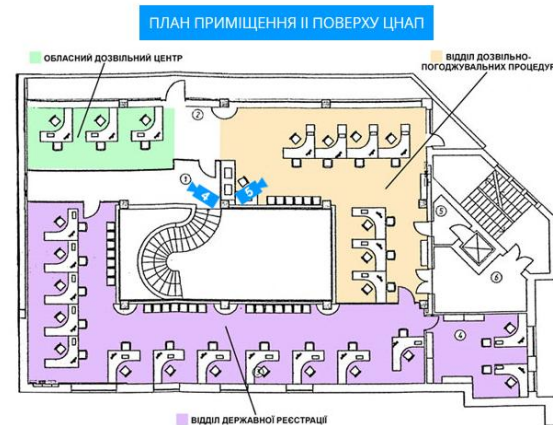 ПЛАН ПРИМІЩЕННЯ ІІ ПОВЕРХУ ЦНАП
ОБЛАСНИЙ ДОЗВІЛЬНИЙ ЦЕНТР
ВІДДІЛ ДОЗВІЛЬНО-
ПОГОДЖУВАЛЬНИХ ПРОЦЕДУР
2
1
4
5
5
6
4
ВІДДІЛ ДЕРЖАВНОЇ РЕЄСТРАЦІЇ